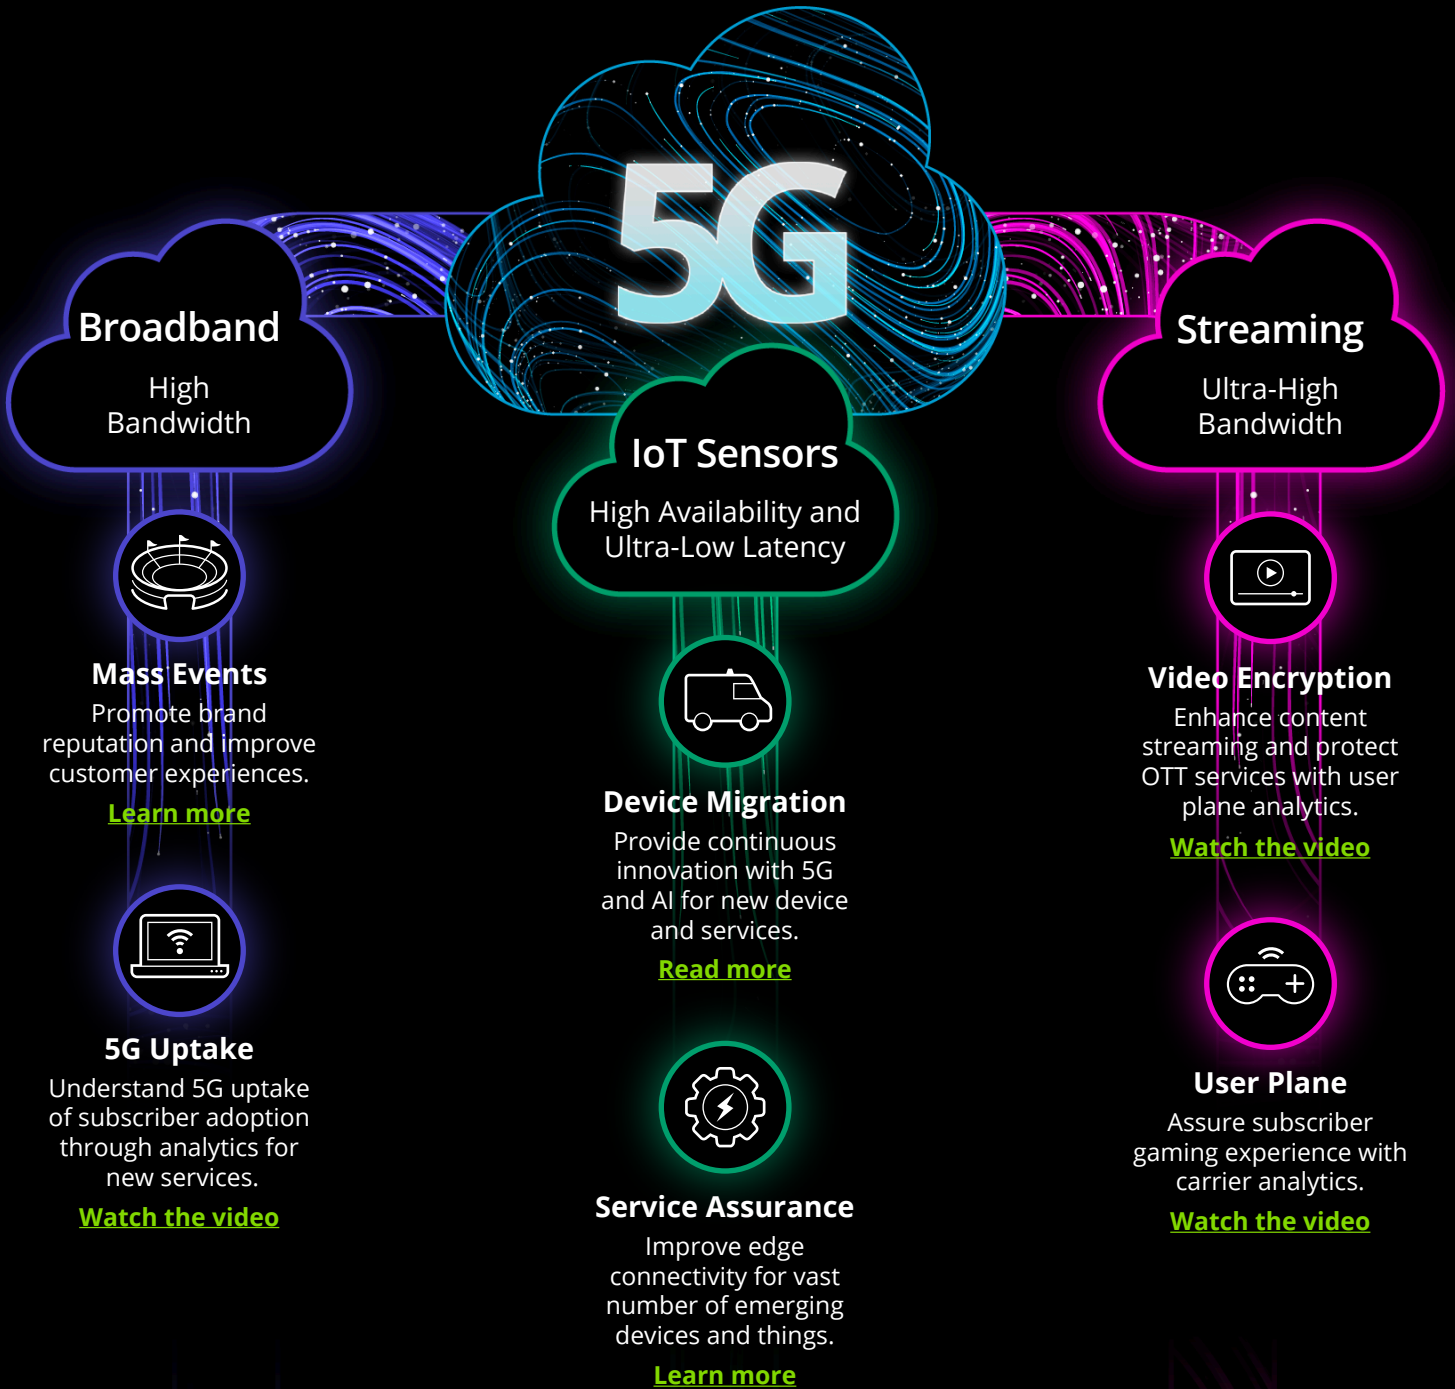 5G
Broadband
High
Bandwidth
Mass Events
Promote brand
reputation and improve
customer experiences.
Learn more
5G Uptake
Understand 5G uptake
of subscriber adoption
through analytics for
new services.
Watch the video
IoT Sensors
High Availability and
Ultra-Low Latency
Device Migration
Provide continuous
innovation with 5G
and AI for new device
and services.
Read more
Service Assurance
Improve edge
connectivity for vast
number of emerging
devices and things.
Learn more
Streaming
Ultra-High
Bandwidth
Video Encryption
Enhance content
streaming and protect
OTT services with user
plane analytics.
Watch the video
User Plane
Assure subscriber
gaming experience with
carrier analytics.
Watch the video